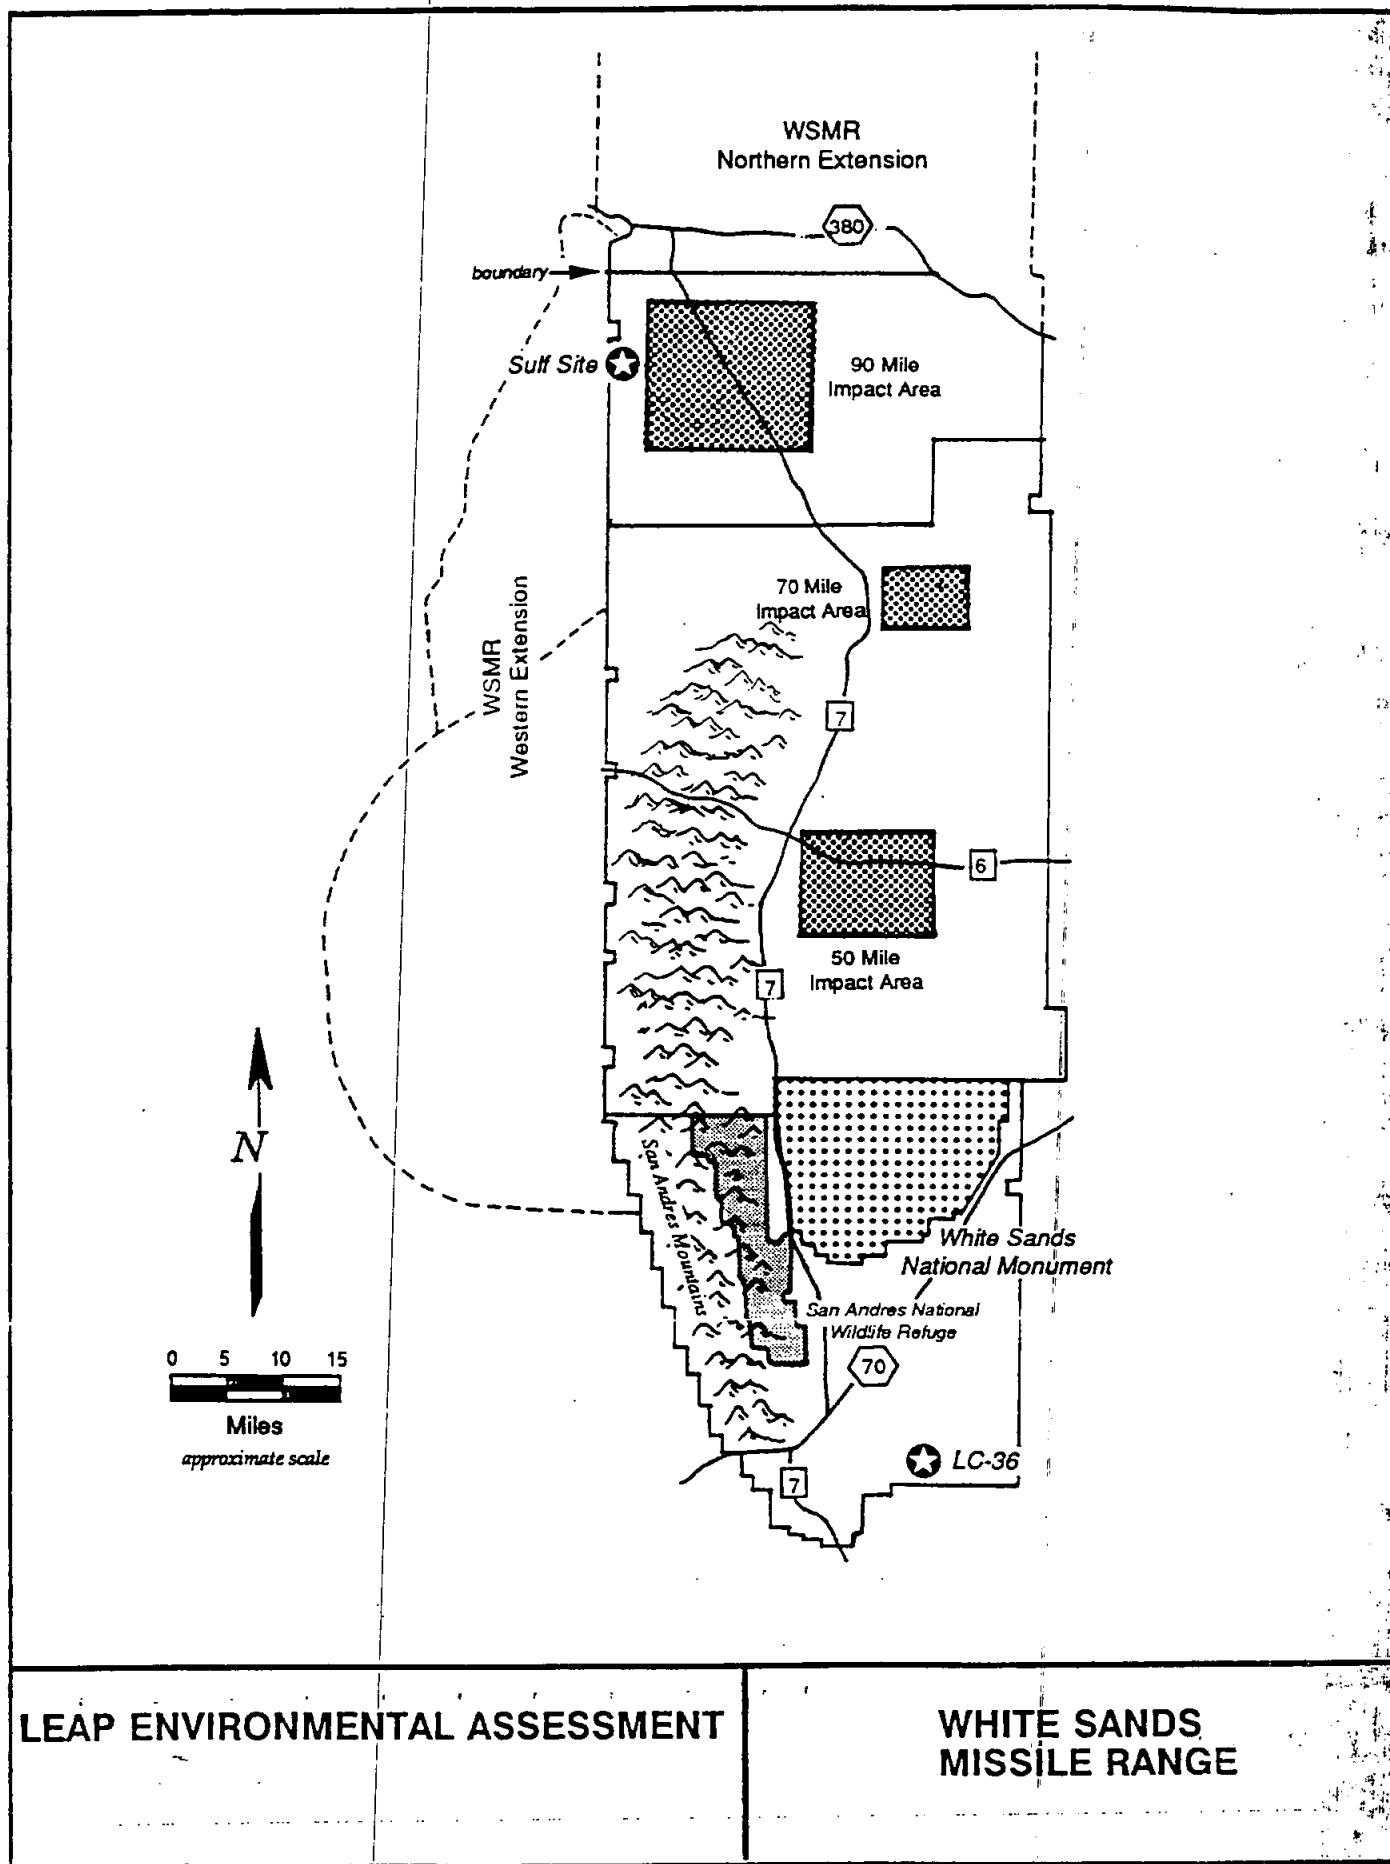 WSMR
Northern Extension
380
boundary
Sulf Site
90 Mile
Impact Area
70 Mile
Impact Area
WSMR
Western Extension
7
6
50 Mile
Impact Area
7
N
San Andres Mountains
White Sands
National Monument
San Andres National
Wildlife Refuge
70
0 5 10 15
Miles
approximate scale
LC-36
7
LEAP ENVIRONMENTAL ASSESSMENT
WHITE SANDS
MISSILE RANGE